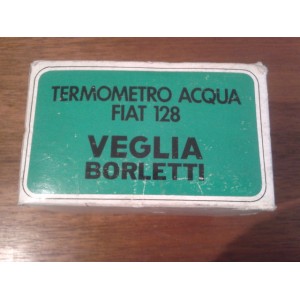 TERMOMETRO ACQUA
FIAT 128
VEGLIA
BORLETTI